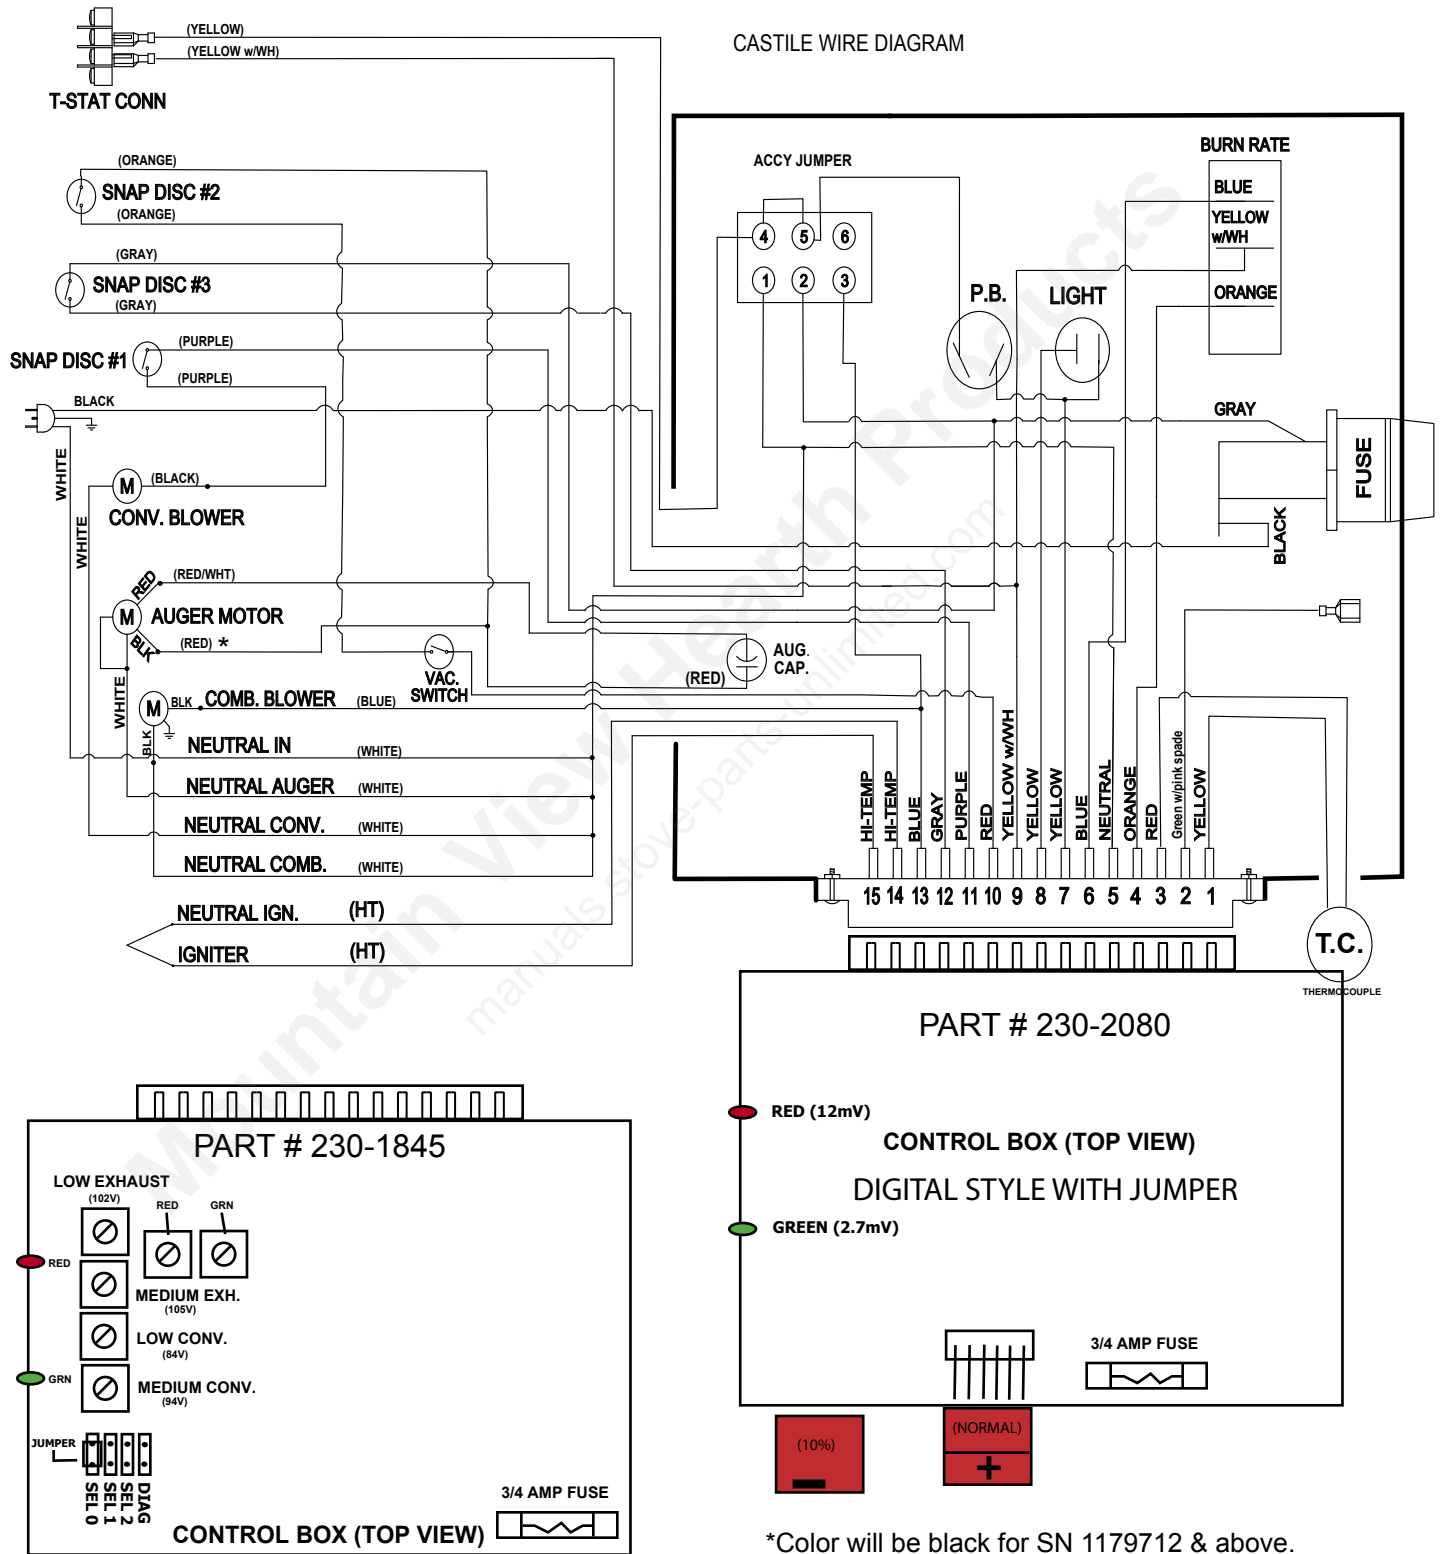 CASTILE WIRE DIAGRAM
(YELLOW)
(YELLOW w/WH)
T-STAT CONN
(ORANGE)
SNAP DISC #2
(ORANGE)
(GRAY)
SNAP DISC #3
(GRAY)
(PURPLE)
SNAP DISC #1
(PURPLE)
BLACK
WHITE
WHITE
M
(BLACK)
CONV. BLOWER
RED
(RED/WHT)
M
AUGER MOTOR
BLK
(RED) *
WHITE
VAC.
SWITCH
M
BLK
COMB. BLOWER
(BLUE)
BLK
NEUTRAL IN
(WHITE)
NEUTRAL AUGER
(WHITE)
NEUTRAL CONV.
(WHITE)
NEUTRAL COMB.
(WHITE)
NEUTRAL IGN.
(HT)
IGNITER
(HT)
AUG.
CAP.
(RED)
ACCY JUMPER
4 5 6
1 2 3
P.B.
LIGHT
BURN RATE
BLUE
YELLOW
w/WH
ORANGE
GRAY
FUSE
BLACK
HI-TEMP
HI-TEMP
BLUE
GRAY
PURPLE
RED
YELLOW w/WH
YELLOW
YELLOW
BLUE
NEUTRAL
ORANGE
RED
Green w/pink spade
YELLOW
15 14 13 12 11 10 9 8 7 6 5 4 3 2 1
T.C.
THERMOCOUPLE
PART # 230-2080
RED (12mV)
CONTROL BOX (TOP VIEW)
DIGITAL STYLE WITH JUMPER
GREEN (2.7mV)
3/4 AMP FUSE
(10%)
(NORMAL)
*Color will be black for SN 1179712 & above.
PART # 230-1845
LOW EXHAUST
(102V)
RED
GRN
RED
MEDIUM EXH.
(105V)
LOW CONV.
(84V)
GRN
MEDIUM CONV.
(94V)
JUMPER
SEL 0
SEL 1
SEL 2
DIAG
3/4 AMP FUSE
CONTROL BOX (TOP VIEW)
Mountain View Hearth Products
manuals.stove-parts-unlimited.com